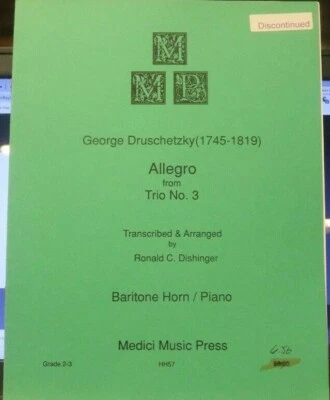 Discontinued
M
M P
George Druschetzky(1745-1819)
Allegro
from
Trio No. 3
Transcribed & Arranged
by
Ronald C. Dishinger
Baritone Horn / Piano
Medici Music Press
Grade 2-3
HH57